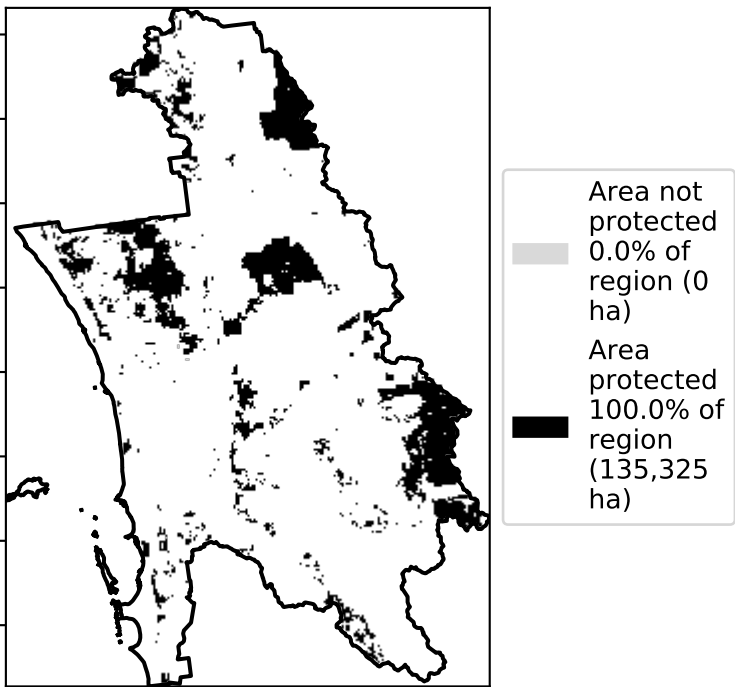 Area not
protected
0.0% of
region (0
ha)
Area
protected
100.0% of
region
(135,325
ha)